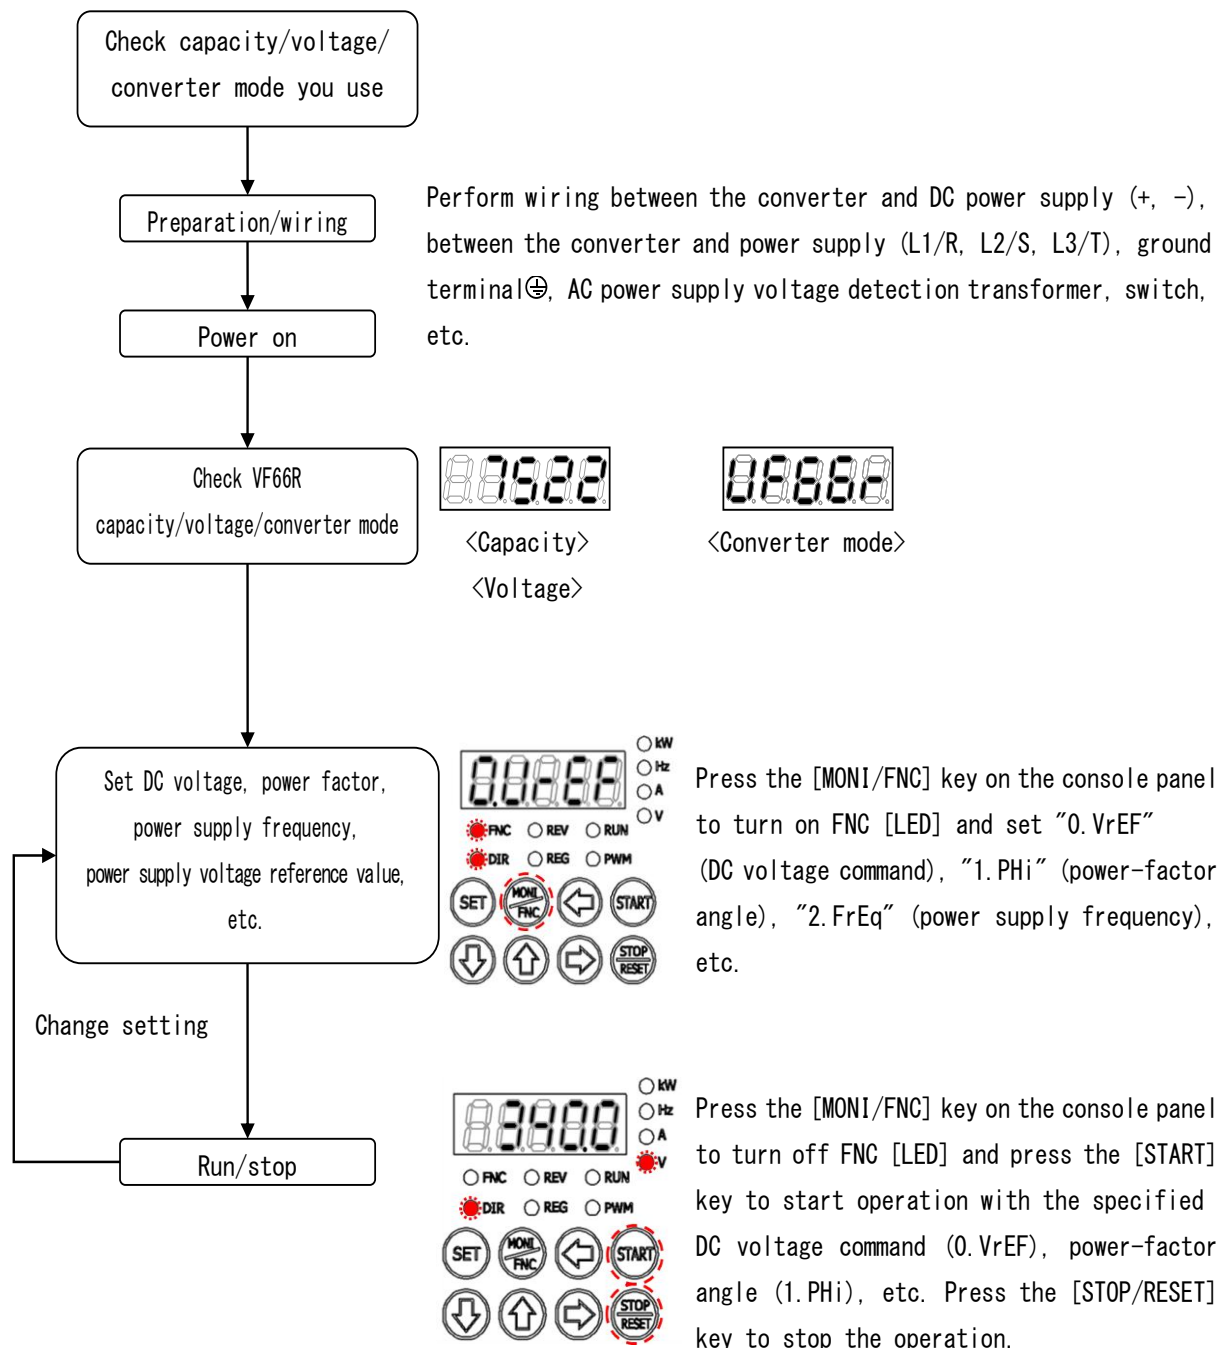 Check capacity/voltage/
converter mode you use
Preparation/wiring
Perform wiring between the converter and DC power supply (+, −),
between the converter and power supply (L1/R, L2/S, L3/T), ground
terminal⏚, AC power supply voltage detection transformer, switch,
etc.
Power on
Check VF66R
capacity/voltage/converter mode
7522
UF66r
<Capacity>
<Voltage>
<Converter mode>
Set DC voltage, power factor,
power supply frequency,
power supply voltage reference value,
etc.
0.UrEF
kW
Hz
A
V
FNC REV RUN
DIR REG PWM
SET MONI/FNC START
STOP/RESET
Press the [MONI/FNC] key on the console panel
to turn on FNC [LED] and set "0.VrEF"
(DC voltage command), "1.PHi" (power-factor
angle), "2.FrEq" (power supply frequency),
etc.
Change setting
Run/stop
340.0
kW
Hz
A
V
FNC REV RUN
DIR REG PWM
SET MONI/FNC START
STOP/RESET
Press the [MONI/FNC] key on the console panel
to turn off FNC [LED] and press the [START]
key to start operation with the specified
DC voltage command (0.VrEF), power-factor
angle (1.PHi), etc. Press the [STOP/RESET]
key to stop the operation.